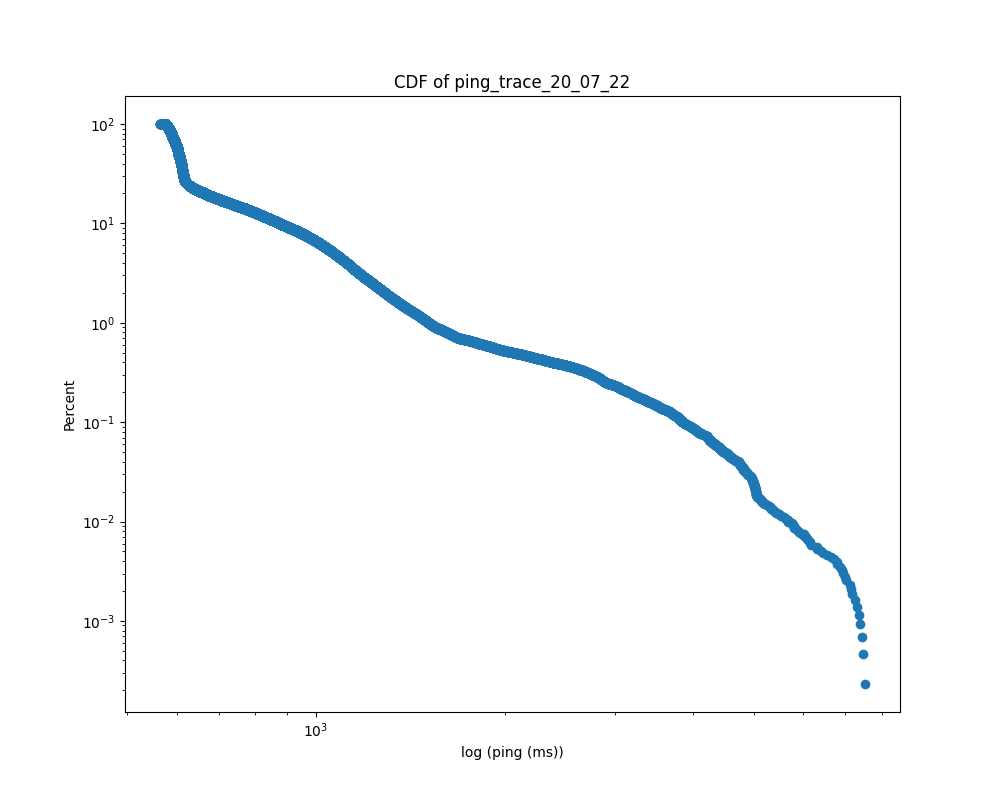 CDF of ping_trace_20_07_22
10²
10¹
10⁰
10⁻¹
10⁻²
10⁻³
Percent
10³
log (ping (ms))